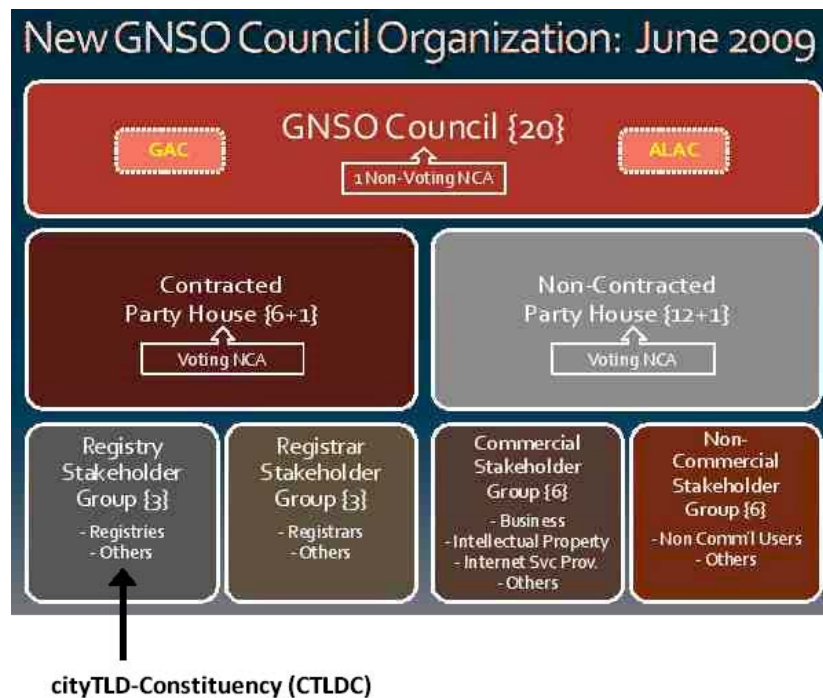 New GNSO Council Organization: June 2009
GNSO Council {20}
GAC
ALAC
1 Non-Voting NCA
Contracted
Party House {6+1}
Voting NCA
Non-Contracted
Party House {12+1}
Voting NCA
Registry
Stakeholder
Group {3}
- Registries
- Others
Registrar
Stakeholder
Group {3}
- Registrars
- Others
Commercial
Stakeholder
Group {6}
- Business
- Intellectual Property
- Internet Svc Prov.
- Others
Non-
Commercial
Stakeholder
Group {6}
- Non Comm'l Users
- Others
cityTLD-Constituency (CTLDC)